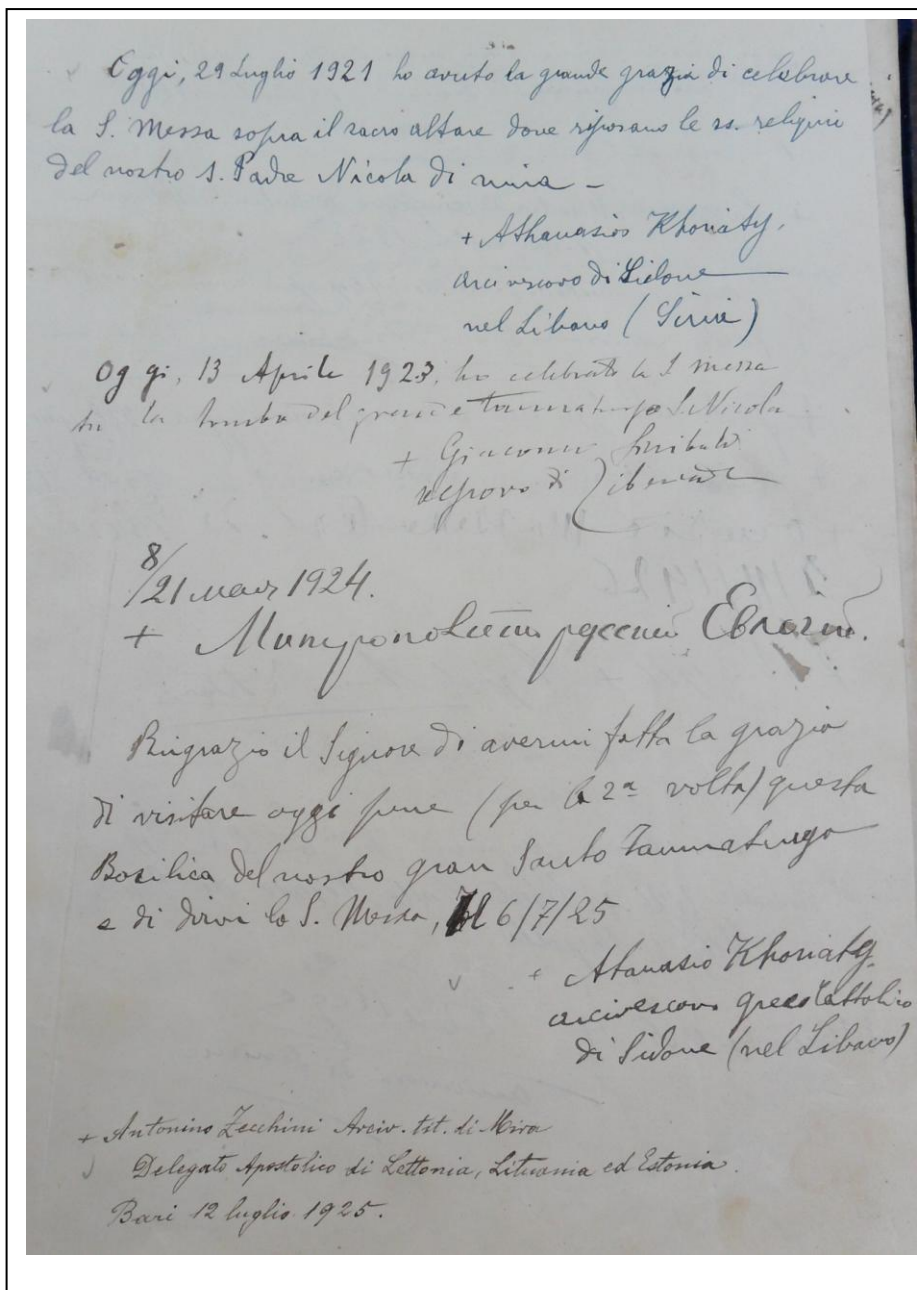 Oggi, 29 Luglio 1921 ho avuto la grande grazia di celebrare
la S. Messa sopra il sacro altare dove riposano le ss. reliquie
del nostro S. Padre Nicola di mira –
+ Athanasios Khoriaty,
arcivescovo di Sidone
nel Libano (Siria)
Oggi, 13 Aprile 1923, ho celebrato la S messa
su la tomba del grande taumaturgo S. Nicola
+ Giacomo Sinibaldi
vescovo di Tiberiade
8/21 1924.
+ Митрополит русский Евлогий.
Ringrazio il Signore di avermi fatta la grazia
di visitare oggi pure (per la 2ª volta) questa
Basilica del nostro gran Santo Taumaturgo
e di dirvi la S. Messa, 6/7/25
+ Atanasio Khoriaty
arcivescovo greco cattolico
di Sidone (nel Libano)
+ Antonino Zecchini Arciv. tit. di Mira
Delegato Apostolico di Lettonia, Lituania ed Estonia.
Bari 12 luglio 1925.